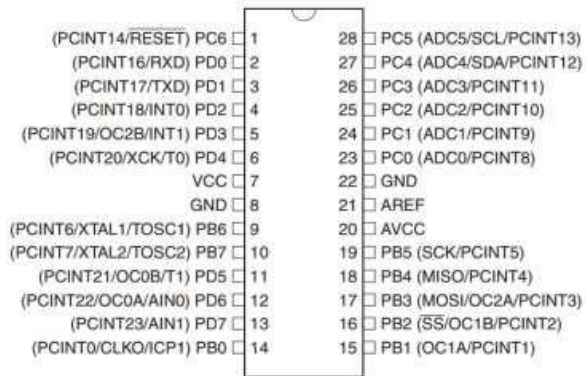 (PCINT14/RESET) PC6 1 28 PC5 (ADC5/SCL/PCINT13)
(PCINT16/RXD) PD0 2 27 PC4 (ADC4/SDA/PCINT12)
(PCINT17/TXD) PD1 3 26 PC3 (ADC3/PCINT11)
(PCINT18/INT0) PD2 4 25 PC2 (ADC2/PCINT10)
(PCINT19/OC2B/INT1) PD3 5 24 PC1 (ADC1/PCINT9)
(PCINT20/XCK/T0) PD4 6 23 PC0 (ADC0/PCINT8)
VCC 7 22 GND
GND 8 21 AREF
(PCINT6/XTAL1/TOSC1) PB6 9 20 AVCC
(PCINT7/XTAL2/TOSC2) PB7 10 19 PB5 (SCK/PCINT5)
(PCINT21/OC0B/T1) PD5 11 18 PB4 (MISO/PCINT4)
(PCINT22/OC0A/AIN0) PD6 12 17 PB3 (MOSI/OC2A/PCINT3)
(PCINT23/AIN1) PD7 13 16 PB2 (SS/OC1B/PCINT2)
(PCINT0/CLKO/ICP1) PB0 14 15 PB1 (OC1A/PCINT1)